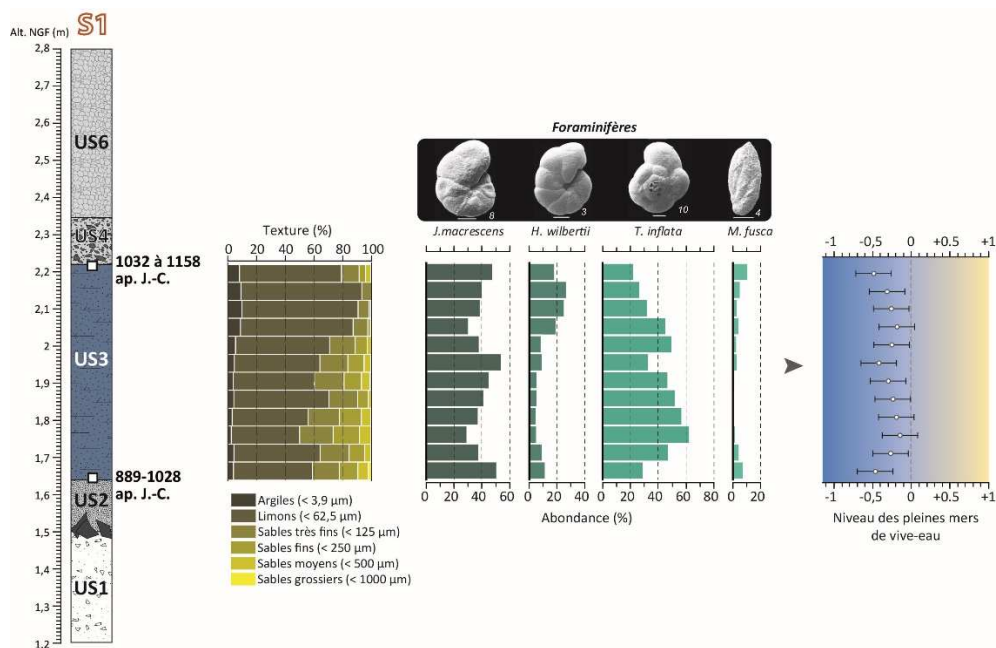 S1
Alt. NGF (m)
2,8
2,7
2,6
2,5
2,4
2,3
2,2
2,1
2
1,9
1,8
1,7
1,6
1,5
1,4
1,3
1,2
US6
US4
US3
US2
US1
1032 à 1158
ap. J.-C.
889-1028
ap. J.-C.
Texture (%)
0 20 40 60 80 100
Argiles (< 3,9 µm)
Limons (< 62,5 µm)
Sables très fins (< 125 µm)
Sables fins (< 250 µm)
Sables moyens (< 500 µm)
Sables grossiers (< 1000 µm)
Foraminifères
8 3 10 4
J.macrescens H. wilbertii T. inflata M. fusca
0 20 40 60 0 20 40 0 20 40 60 80 0 20
Abondance (%)
-1 -0,5 0 +1
-0,5 0 +0,5 +1
Niveau des pleines mers
de vive-eau